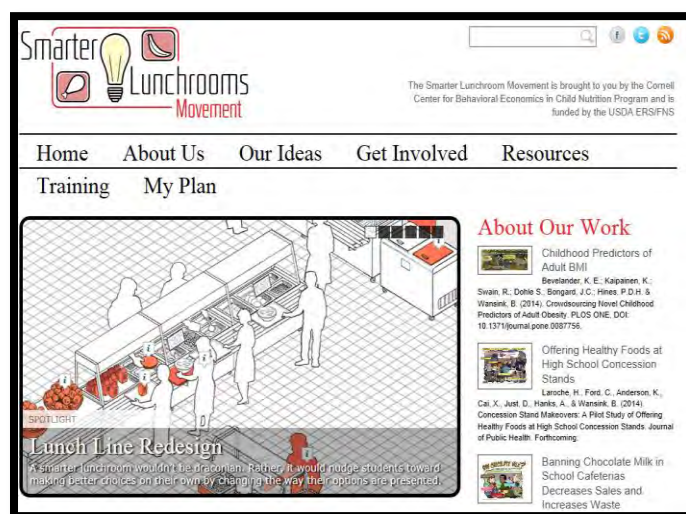 Smarter
Lunchrooms
Movement
The Smarter Lunchroom Movement is brought to you by the Cornell
Center for Behavioral Economics in Child Nutrition Program and is
funded by the USDA ERS/FNS
Home About Us Our Ideas Get Involved Resources
Training My Plan
SPOTLIGHT
Lunch Line Redesign
A smarter lunchroom wouldn't be draconian. Rather, it would nudge students toward
making better choices on their own by changing the way their options are presented.
About Our Work
Childhood Predictors of
Adult BMI
Bevelander, K. E.; Kaipainen, K.;
Swain, R.; Dohle S.; Bongard, J.C.; Hines, P.D.H. &
Wansink, B. (2014). Crowdsourcing Novel Childhood
Predictors of Adult Obesity. PLOS ONE, DOI:
10.1371/journal.pone.0087756.
Offering Healthy Foods at
High School Concession
Stands
Laroche, H., Ford, C., Anderson, K.,
Cai, X., Just, D., Hanks, A., & Wansink, B. (2014).
Concession Stand Makeovers: A Pilot Study of Offering
Healthy Foods at High School Concession Stands. Journal
of Public Health. Forthcoming.
Banning Chocolate Milk in
School Cafeterias
Decreases Sales and
Increases Waste